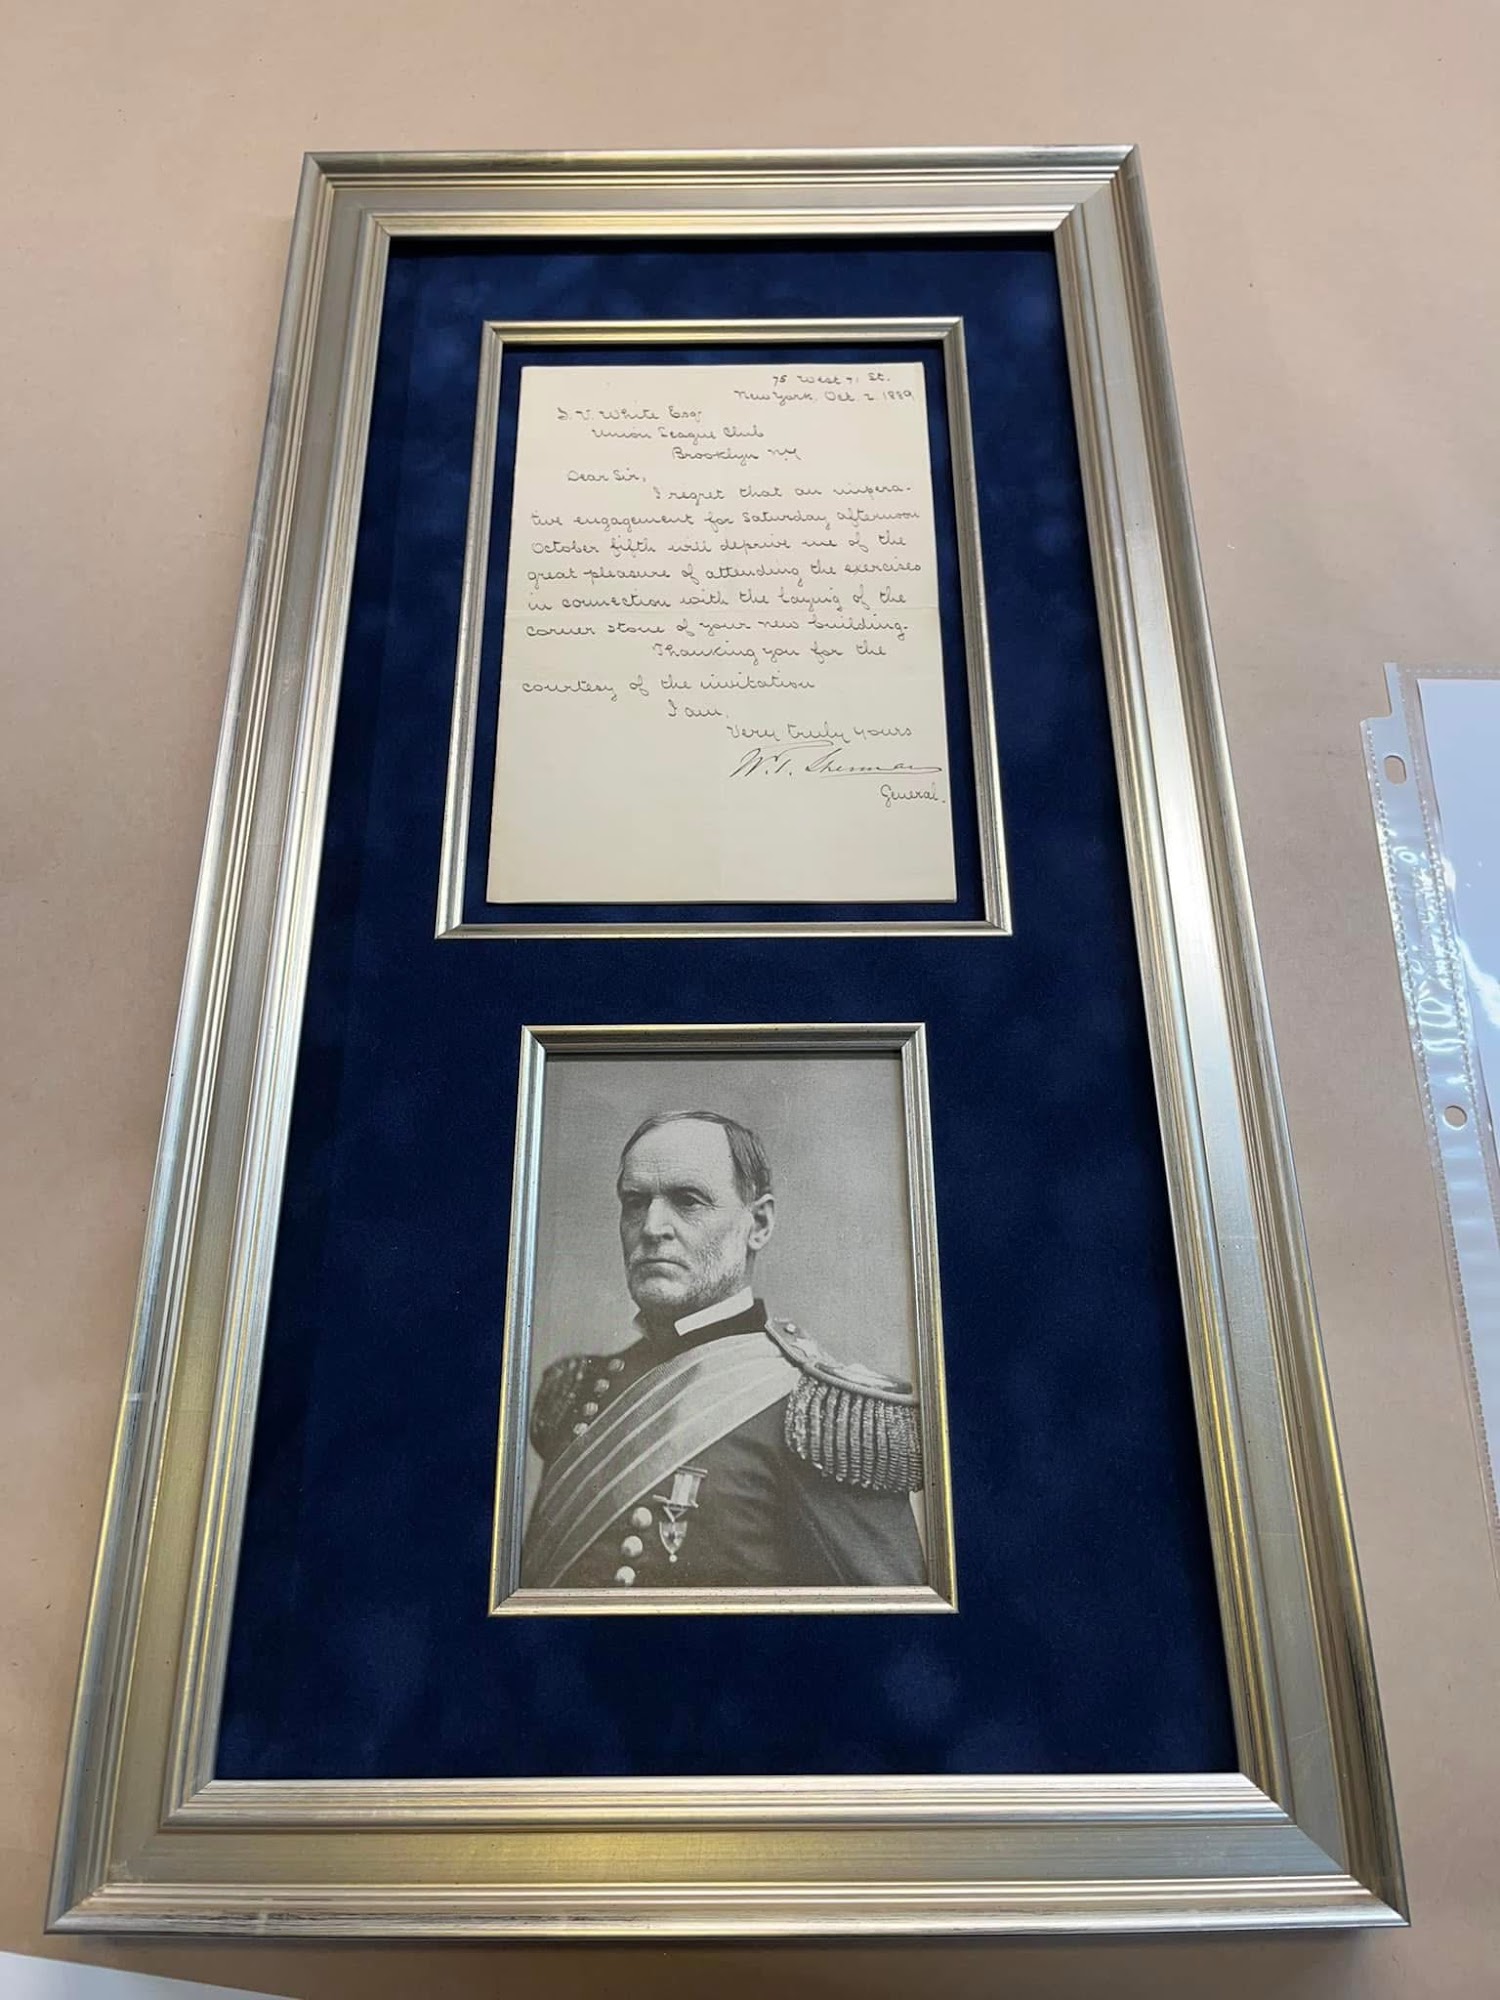 75 West 71 St.
New York, Oct. 2, 1889
S. V. White Esq.
Union League Club
Brooklyn N.Y.
Dear Sir,
I regret that an impera-
tive engagement for Saturday afternoon
October fifth will deprive me of the
great pleasure of attending the exercises
in connection with the laying of the
corner stone of your new building.
Thanking you for the
courtesy of the invitation
I am,
Very truly yours
W. T. Sherman
General.